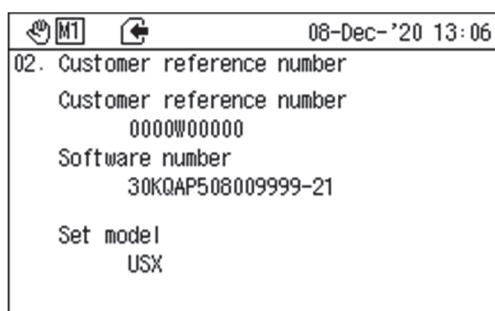 M1 08-Dec-'20 13:06
02. Customer reference number
Customer reference number
0000W00000
Software number
30KQAP508009999-21
Set model
USX